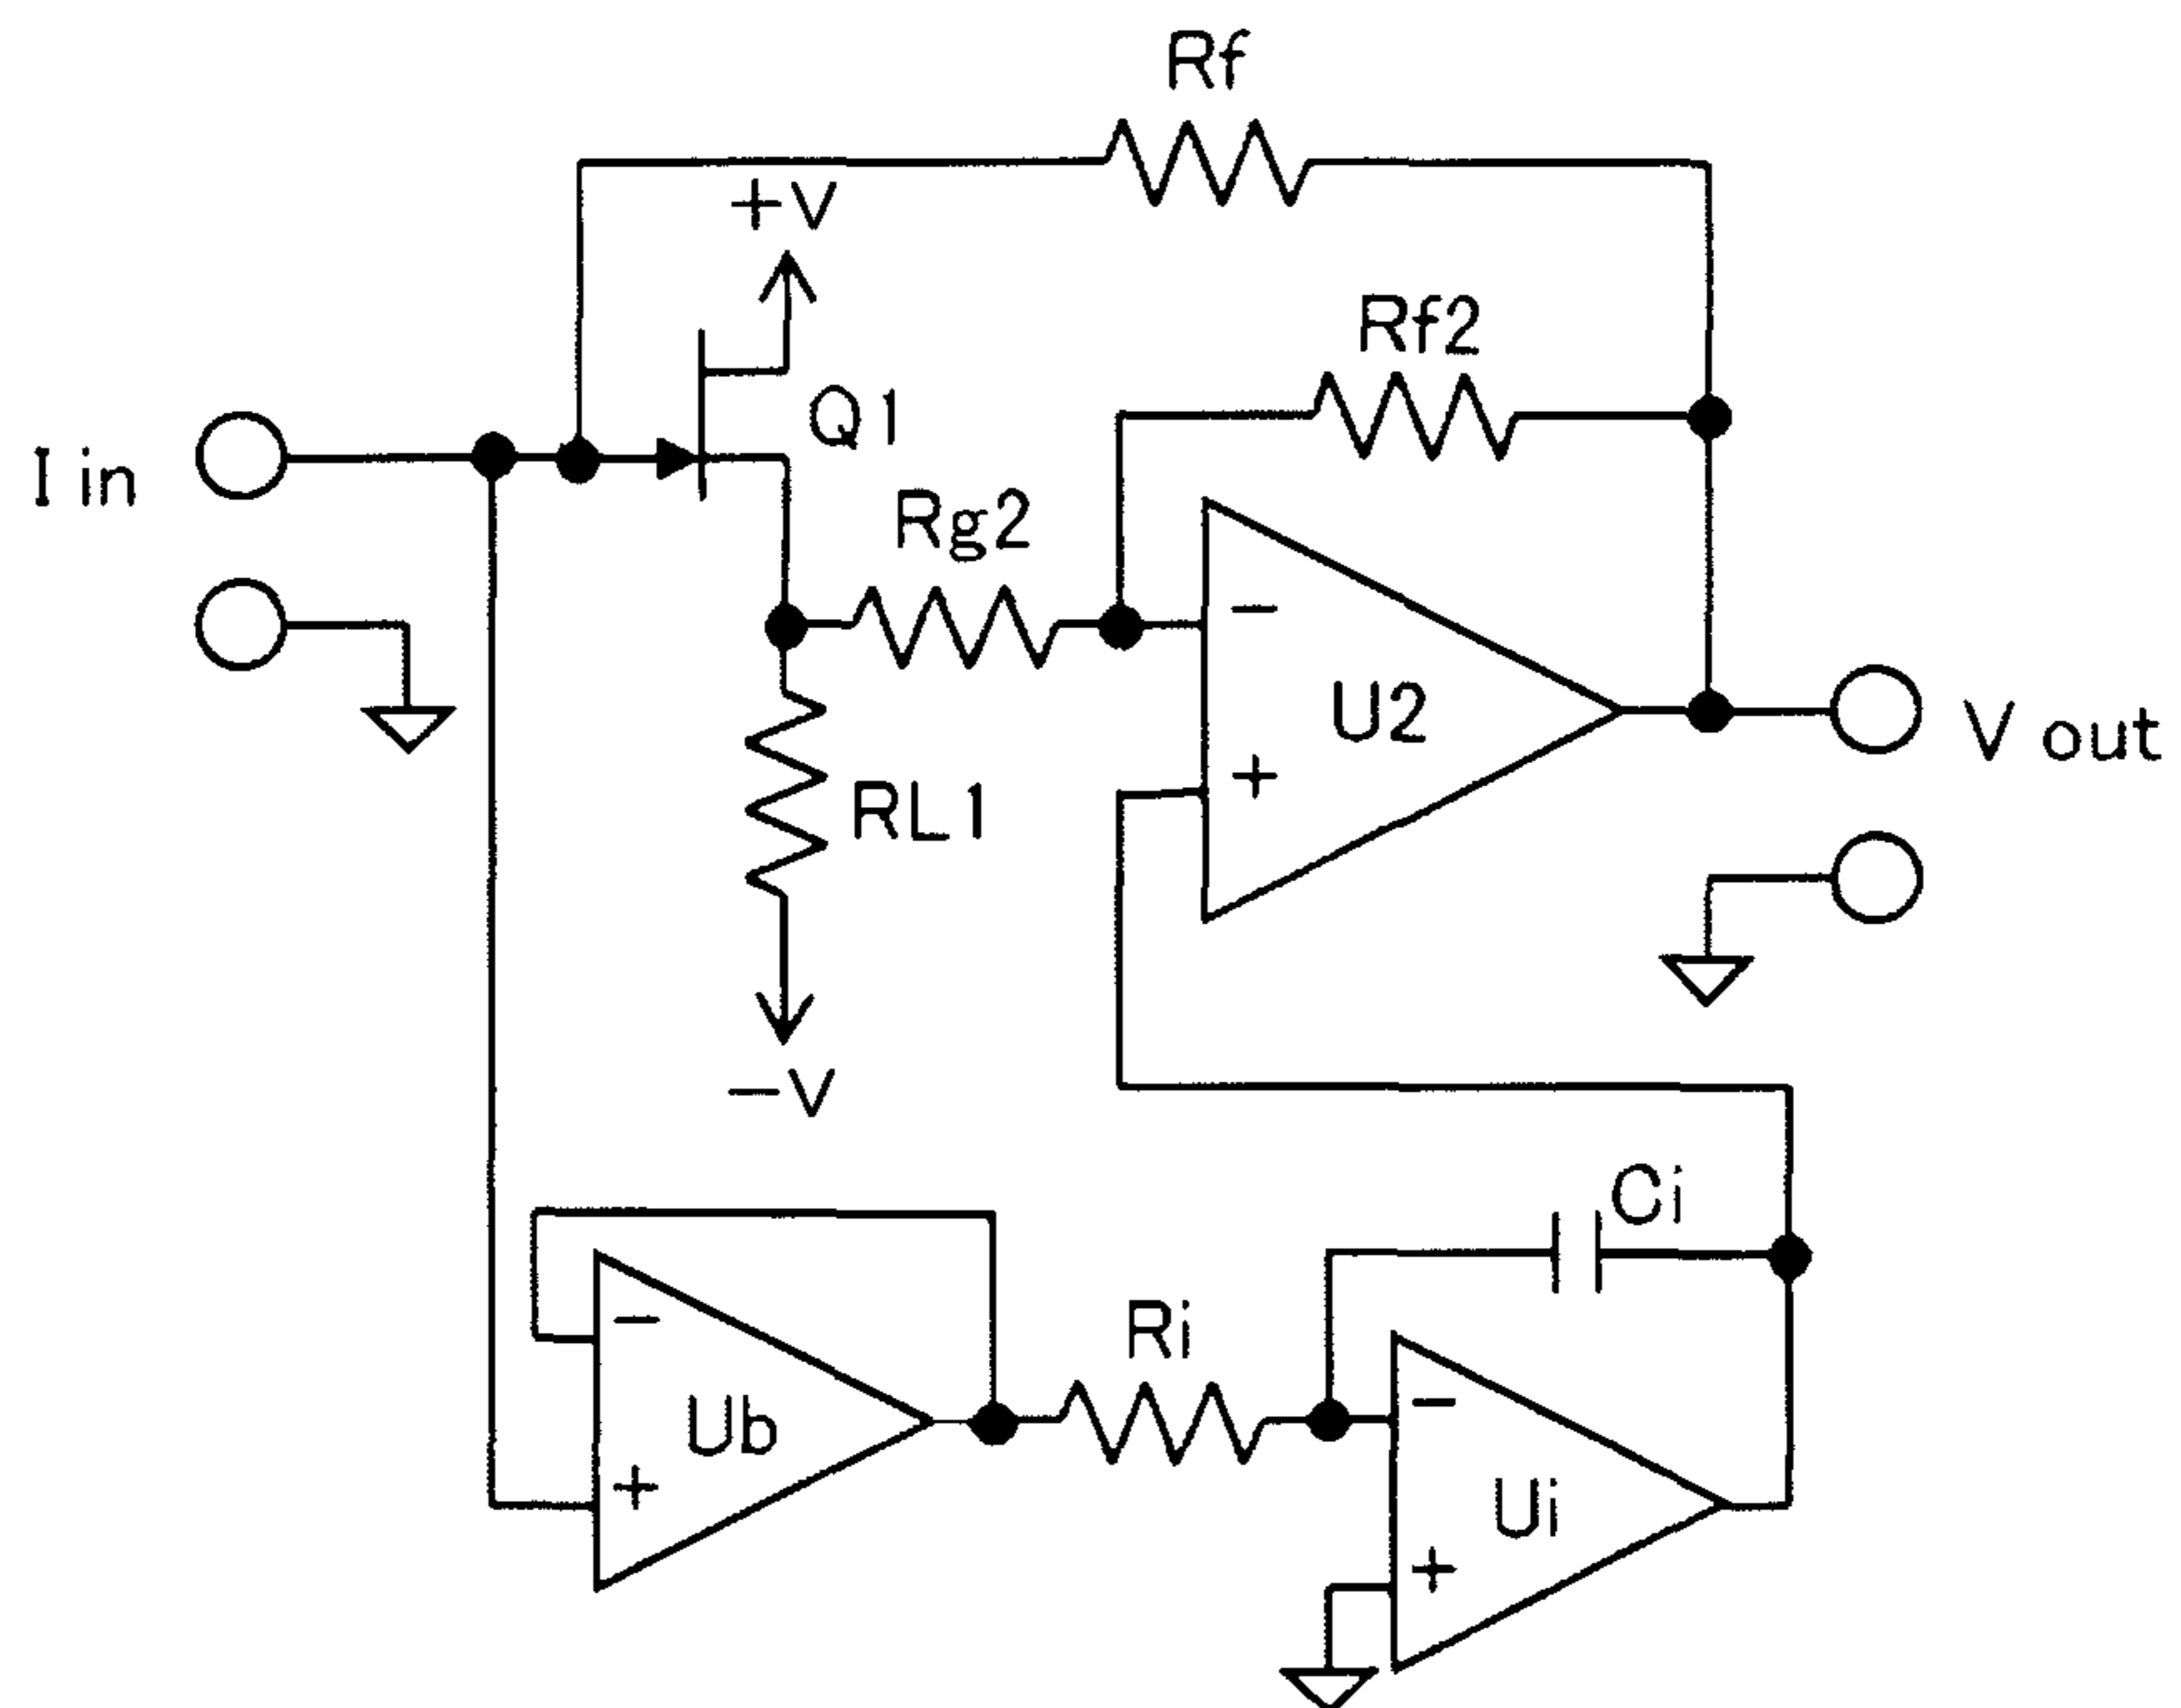 Rf
+V
Rf2
Q1
I in
Rg2
−
U2
V out
+
RL1
−V
Ci
−
Ri
−
Ub
+
Ui
+